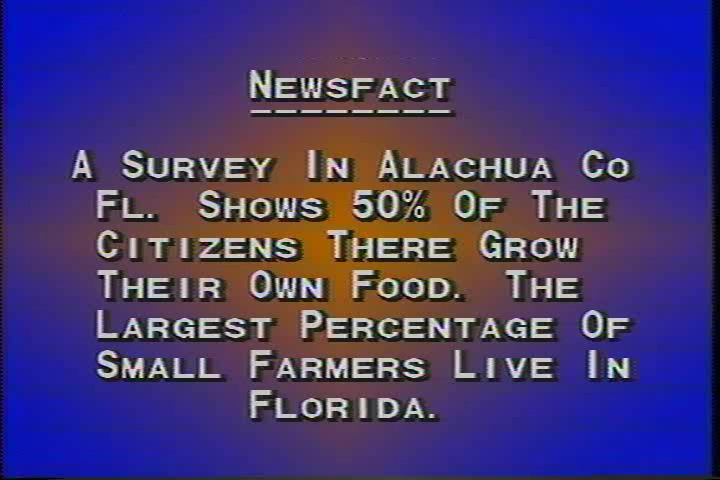 NEWSFACT
A SURVEY IN ALACHUA CO
FL. SHOWS 50% OF THE
CITIZENS THERE GROW
THEIR OWN FOOD. THE
LARGEST PERCENTAGE OF
SMALL FARMERS LIVE IN
FLORIDA.